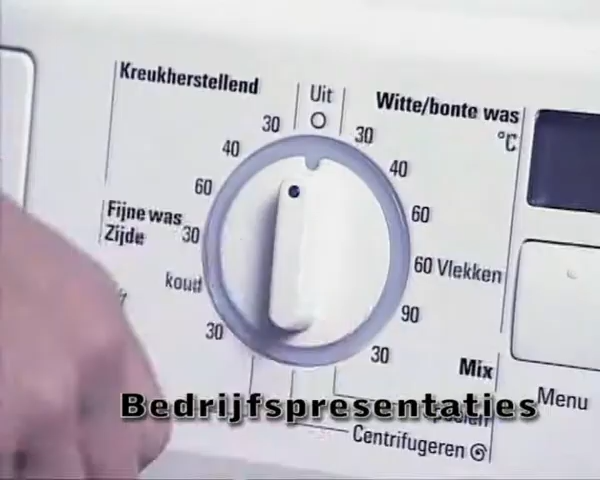 Kreukherstellend
Uit
Witte/bonte was
°C
30
30
40
40
60
60
Fijne was
Zijde
30
60 Vlekken
koud
90
30
30
Mix
Menu
Bedrijfspresentaties
Centrifugeren